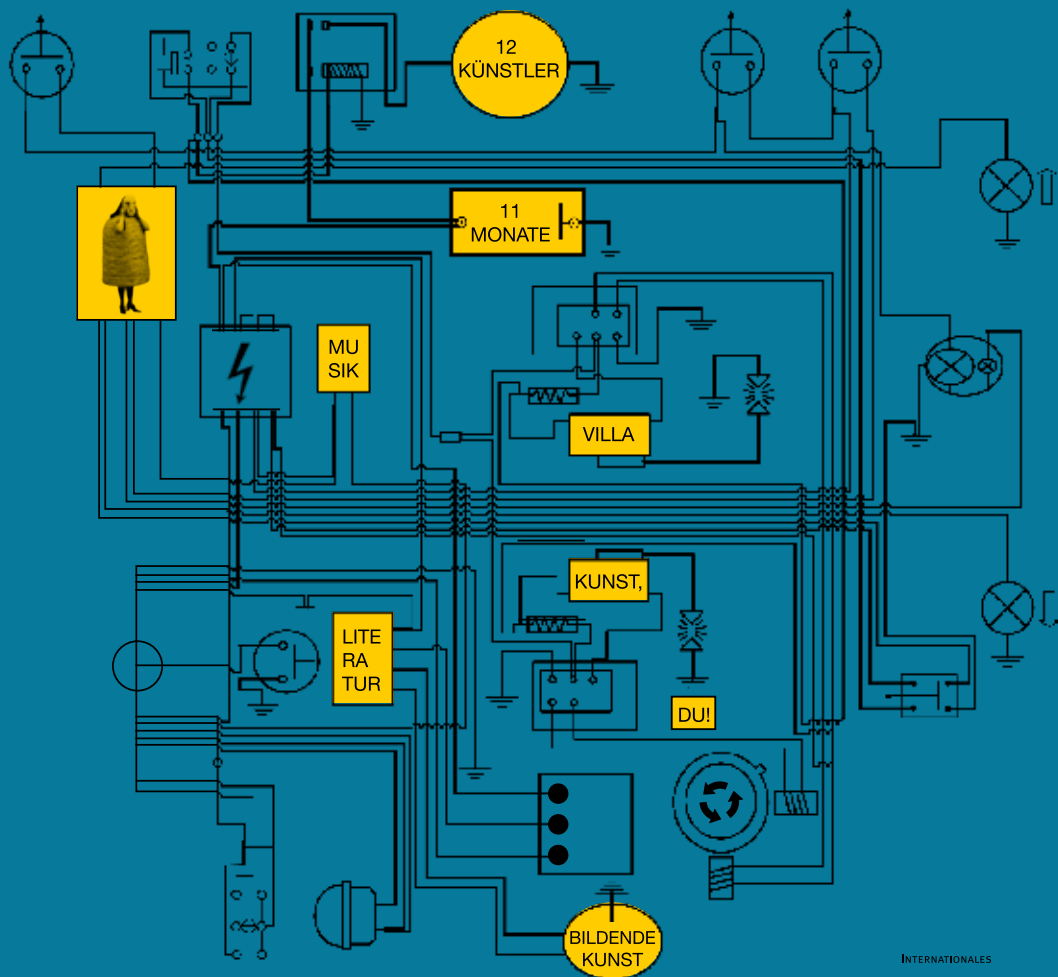 12
KÜNSTLER
11
MONATE
MU
SIK
VILLA
KUNST,
LITE
RA
TUR
DU!
BILDENDE
KUNST
INTERNATIONALES